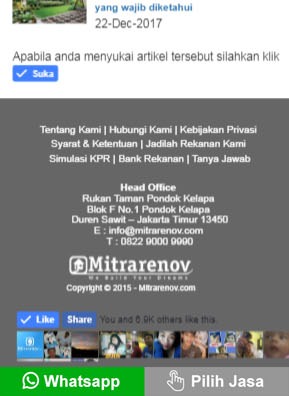 yang wajib diketahui
22-Dec-2017
Apabila anda menyukai artikel tersebut silahkan klik
Suka
Tentang Kami | Hubungi Kami | Kebijakan Privasi
Syarat & Ketentuan | Jadilah Rekanan Kami
Simulasi KPR | Bank Rekanan | Tanya Jawab
Head Office
Rukan Taman Pondok Kelapa
Blok F No.1 Pondok Kelapa
Duren Sawit – Jakarta Timur 13450
E : info@mitrarenov.com
T : 0822 9000 9990
Mitrarenov
We Build Your Dreams
Copyright © 2015 - Mitrarenov.com
Like Share You and 6.9K others like this.
Whatsapp Pilih Jasa